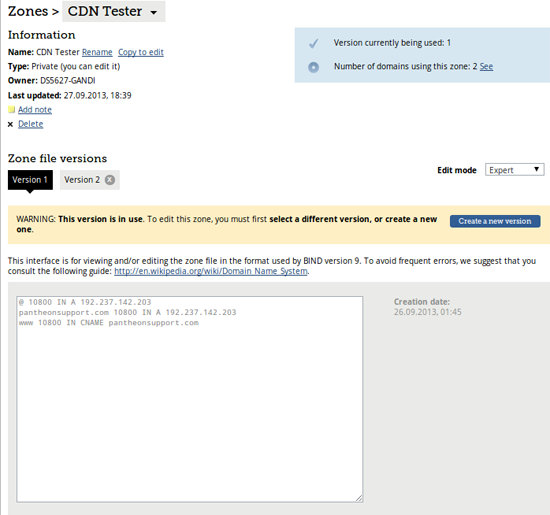 Zones > CDN Tester
Information
Name: CDN Tester Rename Copy to edit
Type: Private (you can edit it)
Owner: DS5627-GANDI
Last updated: 27.09.2013, 18:39
Add note
Delete
Version currently being used: 1
Number of domains using this zone: 2 See
Zone file versions
Version 1 Version 2
Edit mode Expert
WARNING: This version is in use. To edit this zone, you must first select a different version, or create a new
one.
Create a new version
This interface is for viewing and/or editing the zone file in the format used by BIND version 9. To avoid frequent errors, we suggest that you
consult the following guide: http://en.wikipedia.org/wiki/Domain_Name_System.
@ 10800 IN A 192.237.142.203
pantheonsupport.com 10800 IN A 192.237.142.203
www 10800 IN CNAME pantheonsupport.com
Creation date:
26.09.2013, 01:45